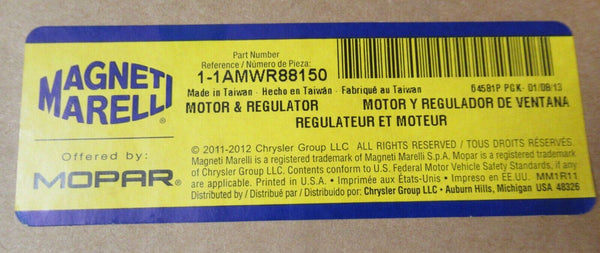 MAGNETI
MARELLI®
Offered by:
MOPAR®
Part Number
Reference / Número de Pieza:
1-1AMWR88150
Made in Taiwan - Hecho en Taiwán - Fabriqué au Taiwan
64581P PGK- 01/08/13
MOTOR & REGULATOR
MOTOR Y REGULADOR DE VENTANA
REGULATEUR ET MOTEUR
© 2011-2012 Chrysler Group LLC ALL RIGHTS RESERVED / TOUS DROITS RÉSERVÉS.
Magneti Marelli is a registered trademark of Magneti Marelli S.p.A. Mopar is a registered
trademark of Chrysler Group LLC. Contents conform to U.S. Federal Motor Vehicle Safety Standards, if any
are applicable. Printed in U.S.A. • Imprimée aux États-Unis • Impreso en EE.UU. MM1R11
Distributed by / Distribué par / Distribuido por: Chrysler Group LLC • Auburn Hills, Michigan USA 48326